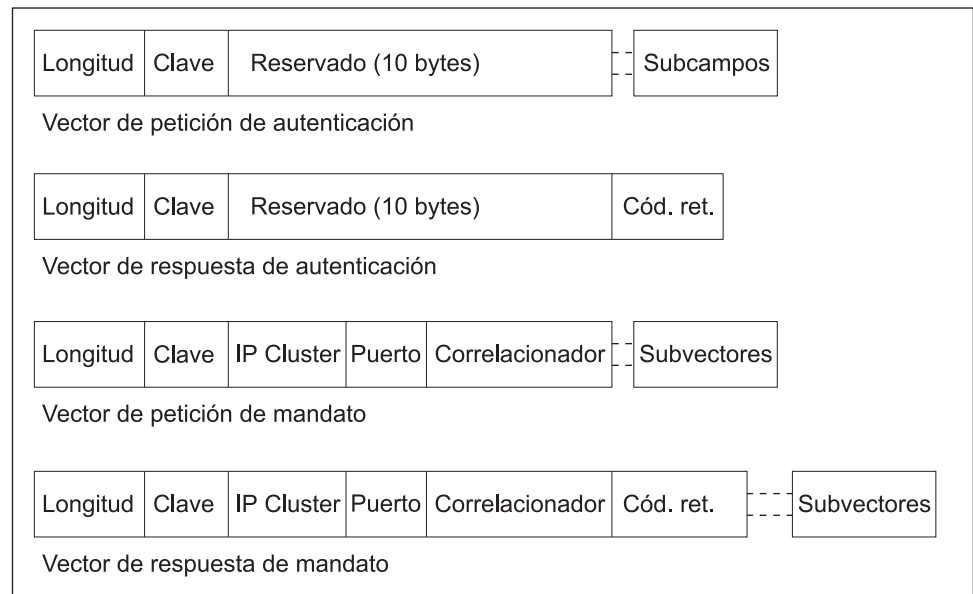 Longitud Clave Reservado (10 bytes) Subcampos
Vector de petición de autenticación
Longitud Clave Reservado (10 bytes) Cód. ret.
Vector de respuesta de autenticación
Longitud Clave IP Cluster Puerto Correlacionador Subvectores
Vector de petición de mandato
Longitud Clave IP Cluster Puerto Correlacionador Cód. ret. Subvectores
Vector de respuesta de mandato